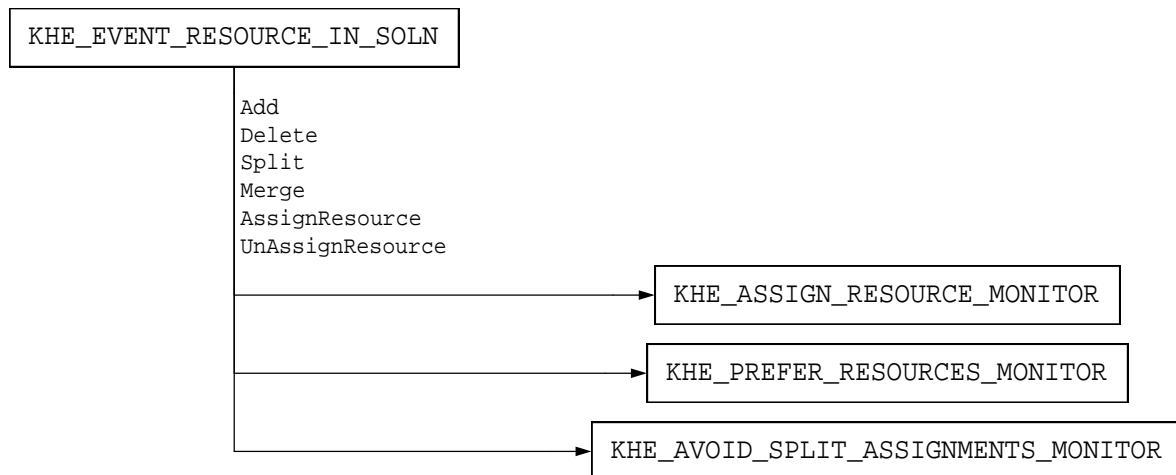 KHE_EVENT_RESOURCE_IN_SOLN
Add
Delete
Split
Merge
AssignResource
UnAssignResource
KHE_ASSIGN_RESOURCE_MONITOR
KHE_PREFER_RESOURCES_MONITOR
KHE_AVOID_SPLIT_ASSIGNMENTS_MONITOR